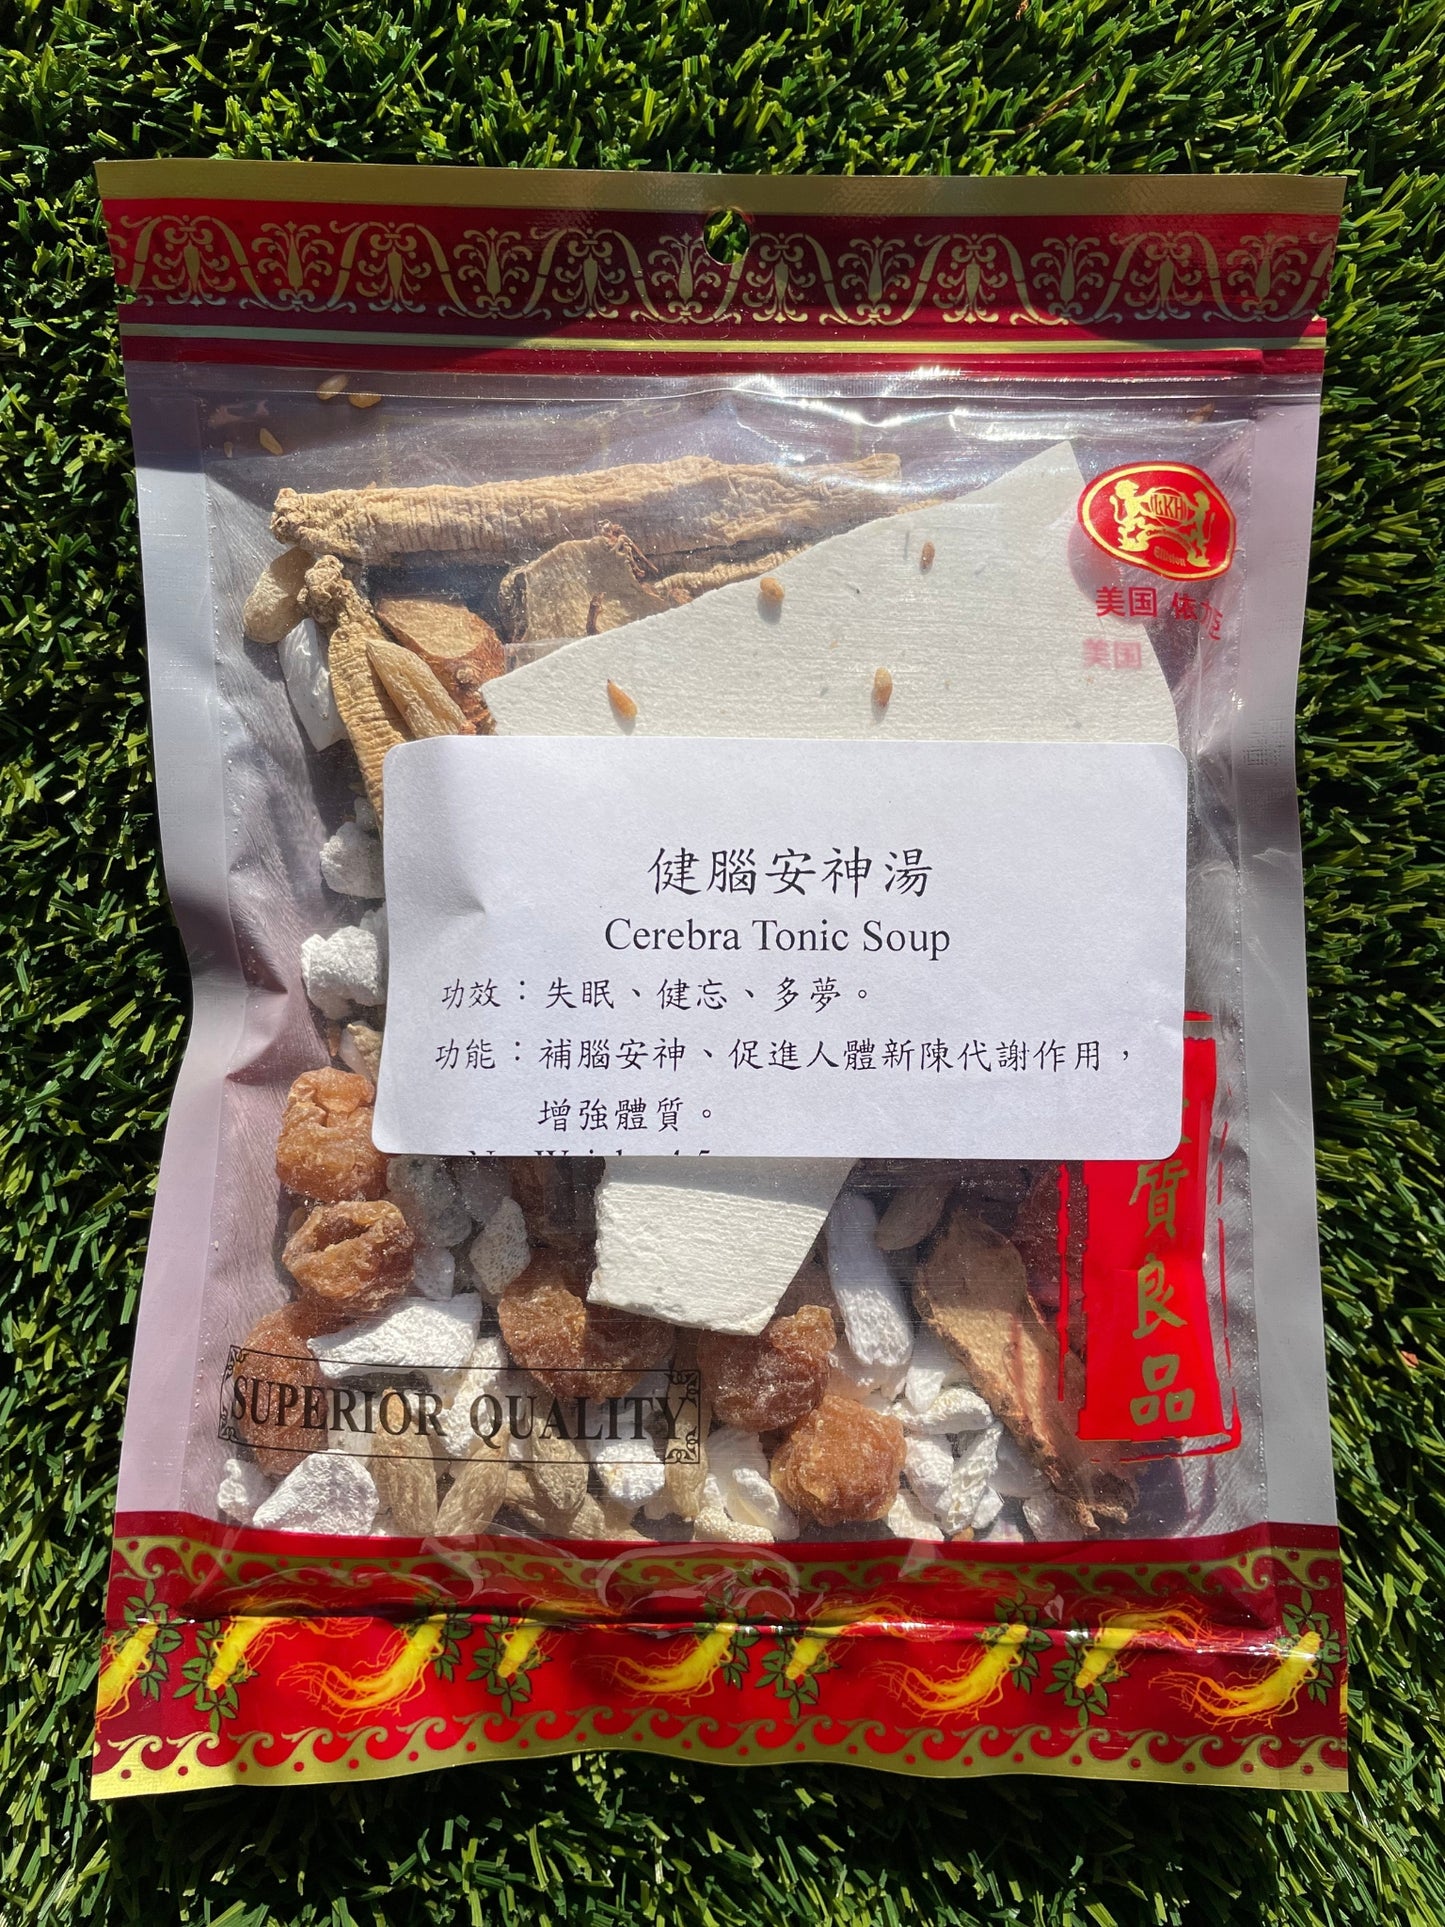 美国
美国
健腦安神湯
Cerebra Tonic Soup
功效：失眠、健忘、多夢。
功能：補腦安神、促進人體新陳代謝作用，
增強體質。
質良品
SUPERIOR QUALITY